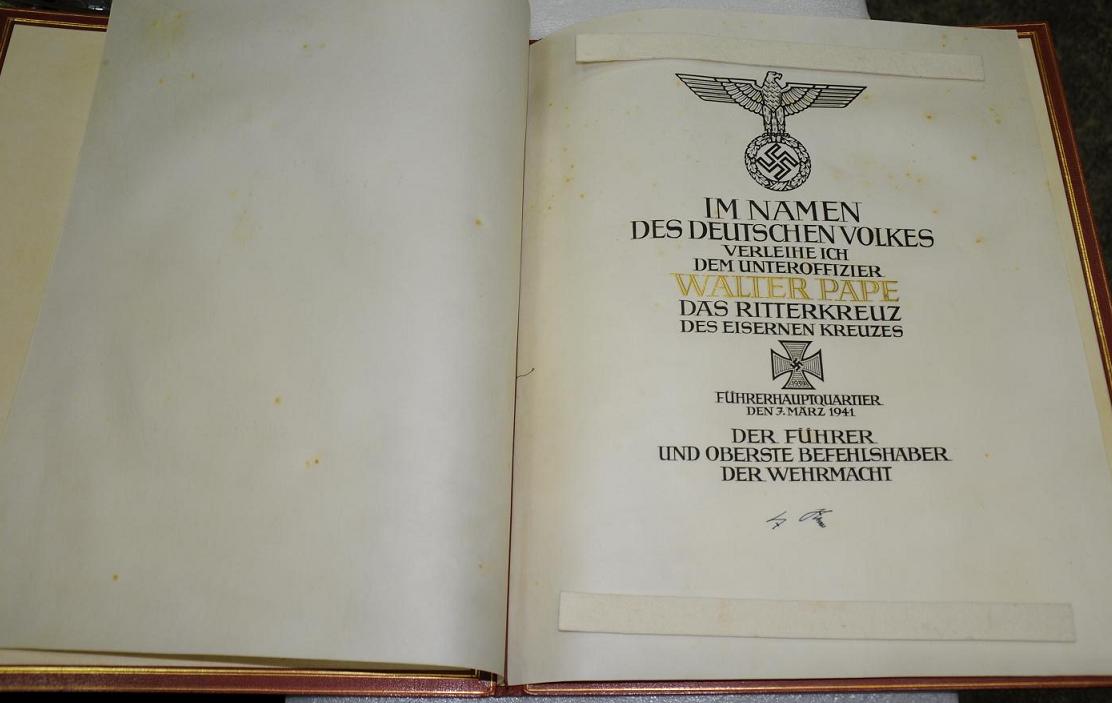 IM NAMEN
DES DEUTSCHEN VOLKES
VERLEIHE ICH
DEM UNTEROFFIZIER
WALTER PAPE
DAS RITTERKREUZ
DES EISERNEN KREUZES
1939
FÜHRERHAUPTQUARTIER
DEN 7. MÄRZ 1941
DER FÜHRER
UND OBERSTE BEFEHLSHABER
DER WEHRMACHT